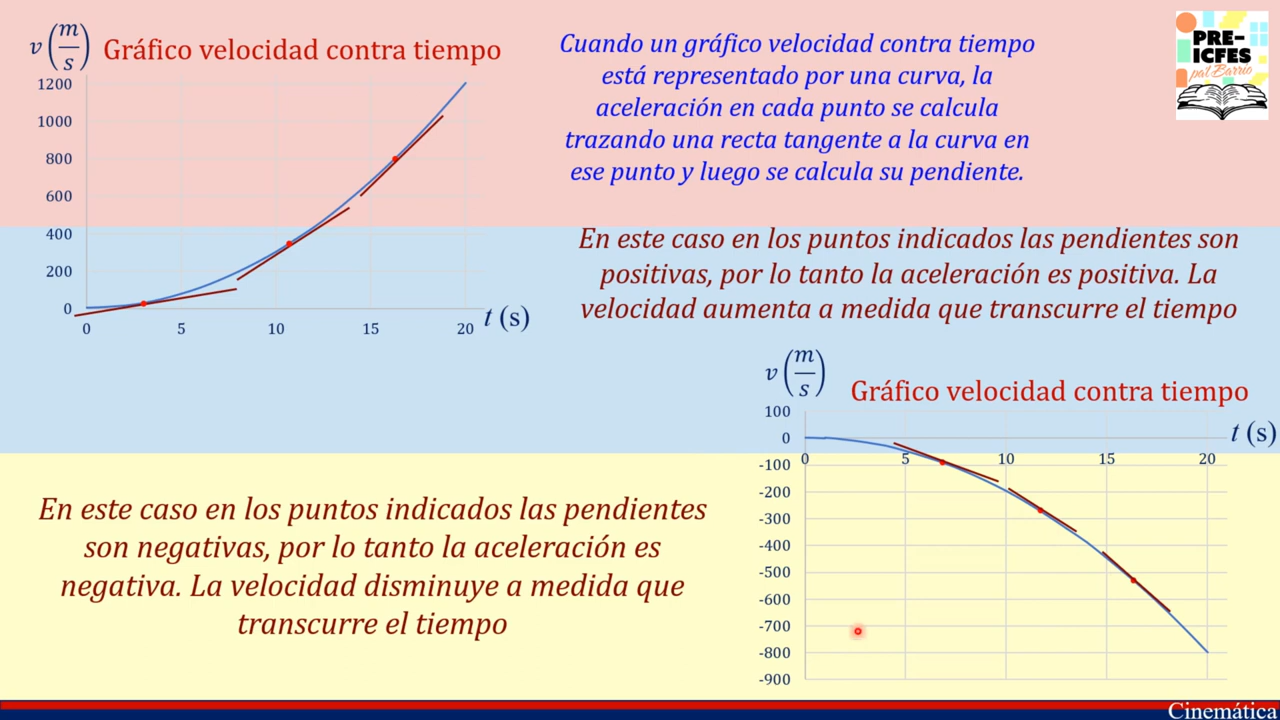 v (m/s) Gráfico velocidad contra tiempo
1200
1000
800
600
400
200
0
0 5 10 15 20 t (s)
Cuando un gráfico velocidad contra tiempo
está representado por una curva, la
aceleración en cada punto se calcula
trazando una recta tangente a la curva en
ese punto y luego se calcula su pendiente.
PRE-
ICFES
pal Barrio
En este caso en los puntos indicados las pendientes son
positivas, por lo tanto la aceleración es positiva. La
velocidad aumenta a medida que transcurre el tiempo
v (m/s) Gráfico velocidad contra tiempo
100
0
-100
-200
-300
-400
-500
-600
-700
-800
-900
0 5 10 15 20
t (s)
En este caso en los puntos indicados las pendientes
son negativas, por lo tanto la aceleración es
negativa. La velocidad disminuye a medida que
transcurre el tiempo
Cinemática